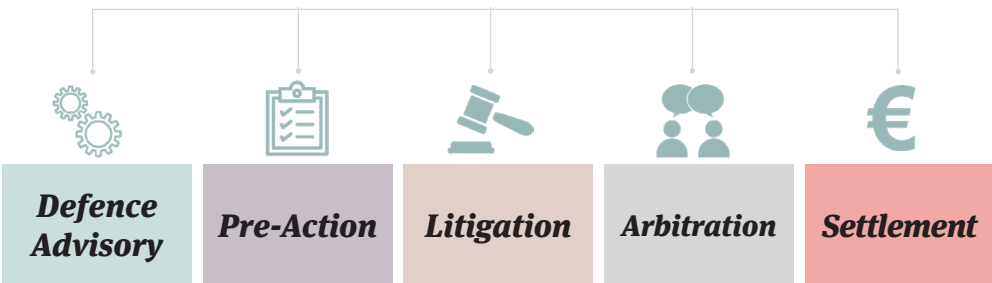 €
Defence
Advisory
Pre-Action
Litigation
Arbitration
Settlement